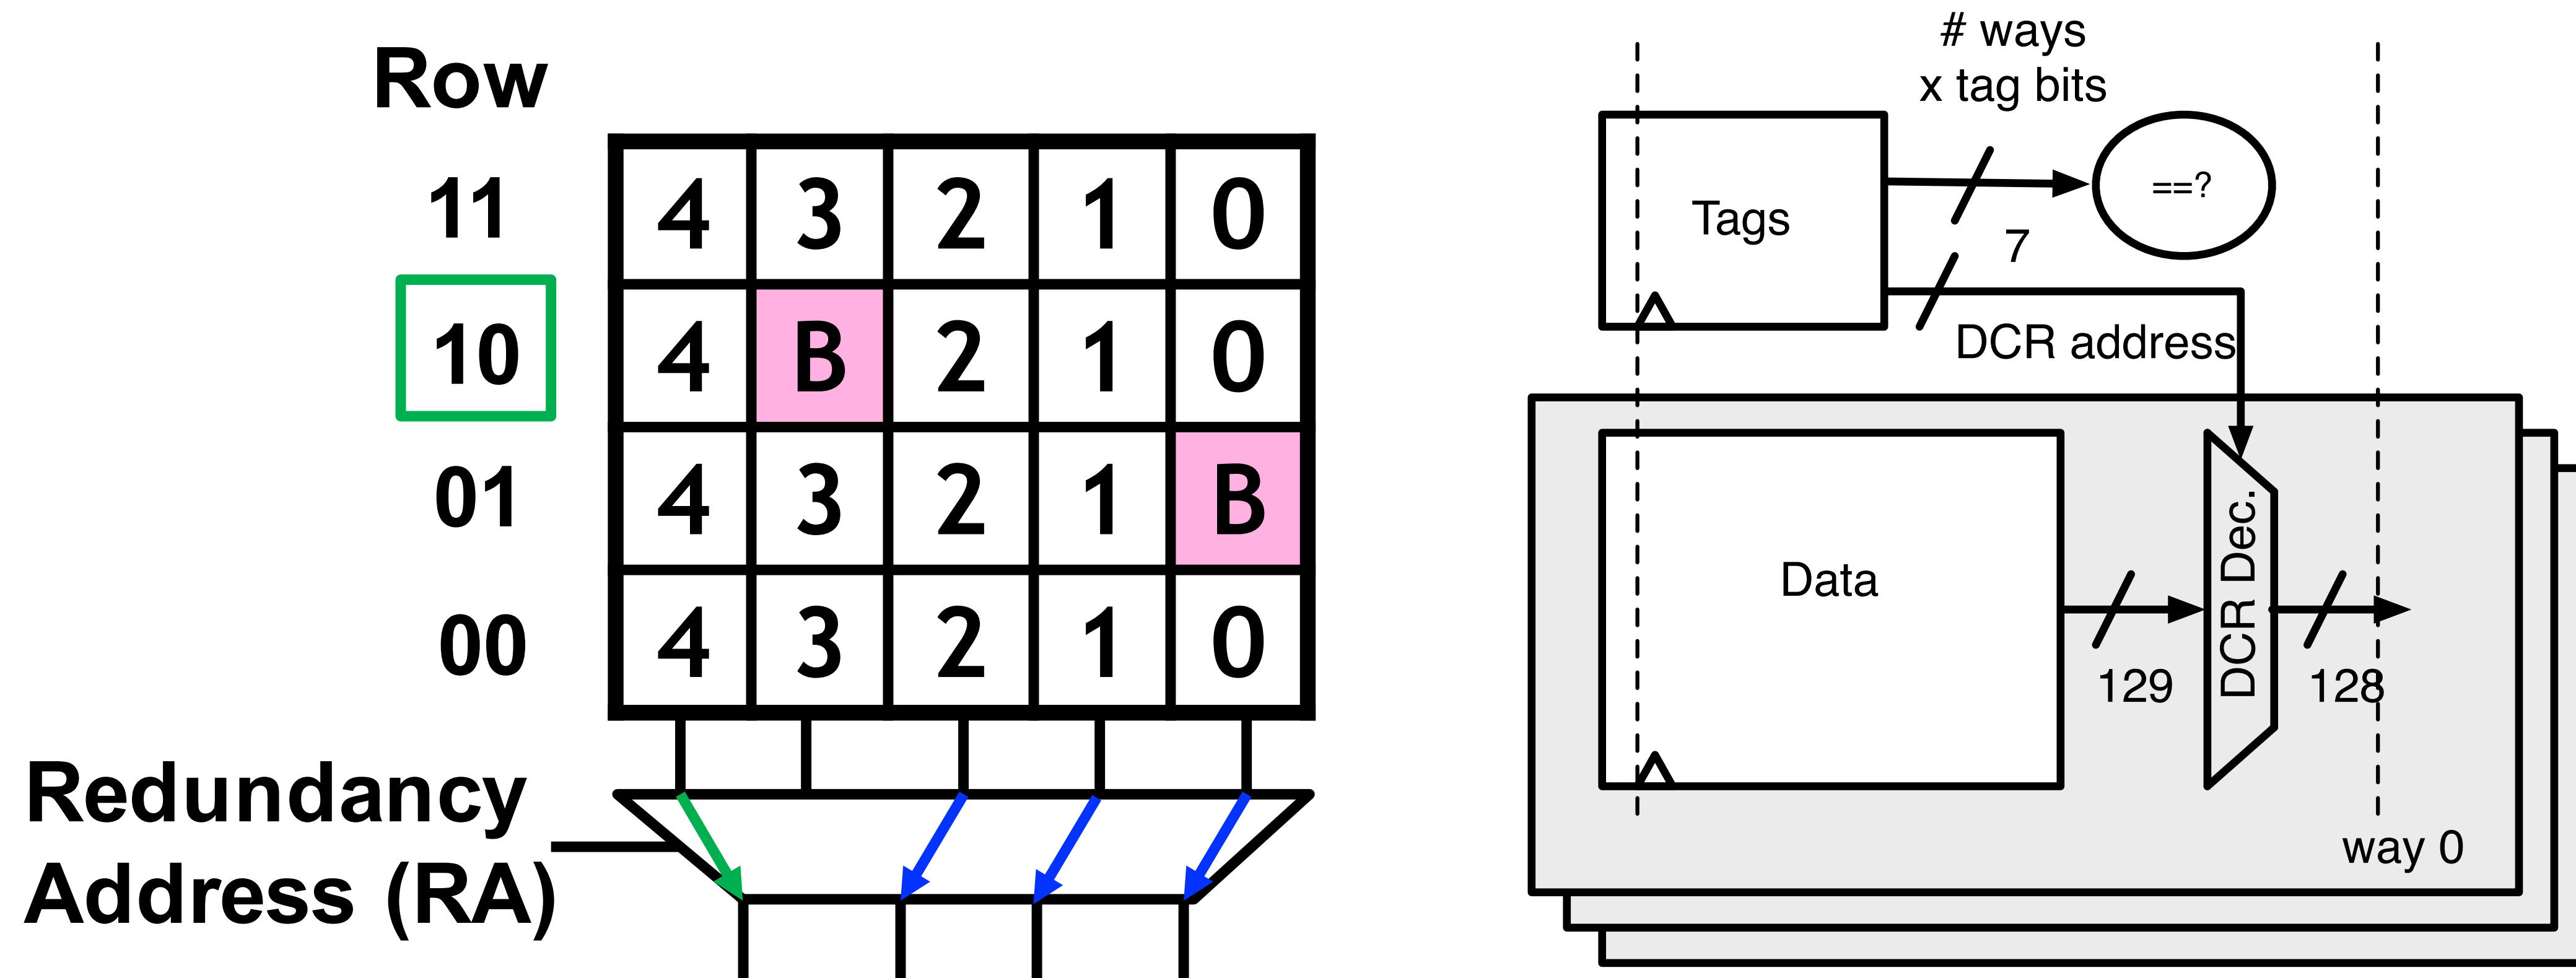 Row
11 4 3 2 1 0
10 4 B 2 1 0
01 4 3 2 1 B
00 4 3 2 1 0
Redundancy
Address (RA)
# ways
x tag bits
Tags
==?
7
DCR address
Data
DCR Dec.
129
128
way 0